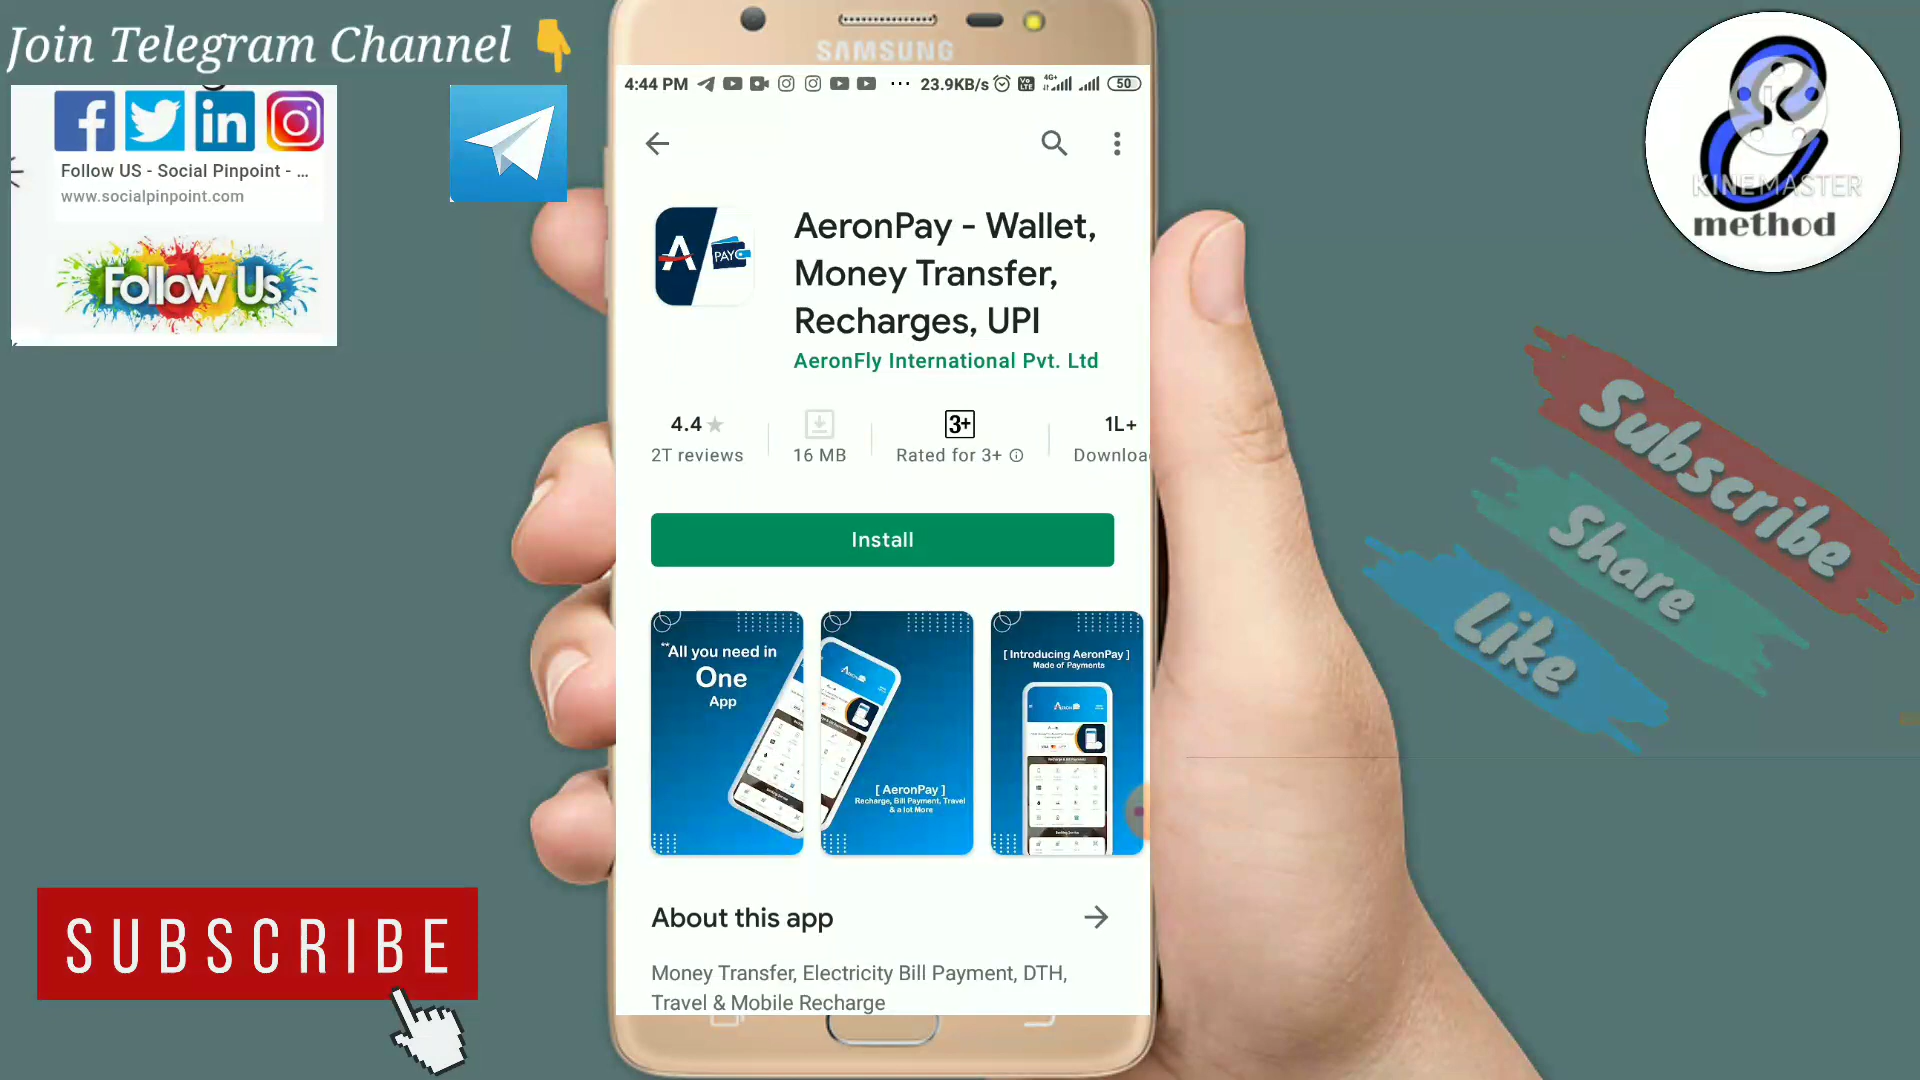 Join Telegram Channel 👇
Follow US - Social Pinpoint - ...
www.socialpinpoint.com
Follow Us
SUBSCRIBE
SAMSUNG
4:44 PM ... 23.9KB/s 4G+ 50
A PAY
AeronPay - Wallet,
Money Transfer,
Recharges, UPI
AeronFly International Pvt. Ltd
4.4★ 3+ 1L+
2T reviews 16 MB Rated for 3+ Downloa
Install
"All you need in
One
App
[ AeronPay ]
Recharge, Bill Payment, Travel
& a lot More
[ Introducing AeronPay ]
Made of Payments
About this app
Money Transfer, Electricity Bill Payment, DTH,
Travel & Mobile Recharge
KINEMASTER
method
Subscribe
Share
Like